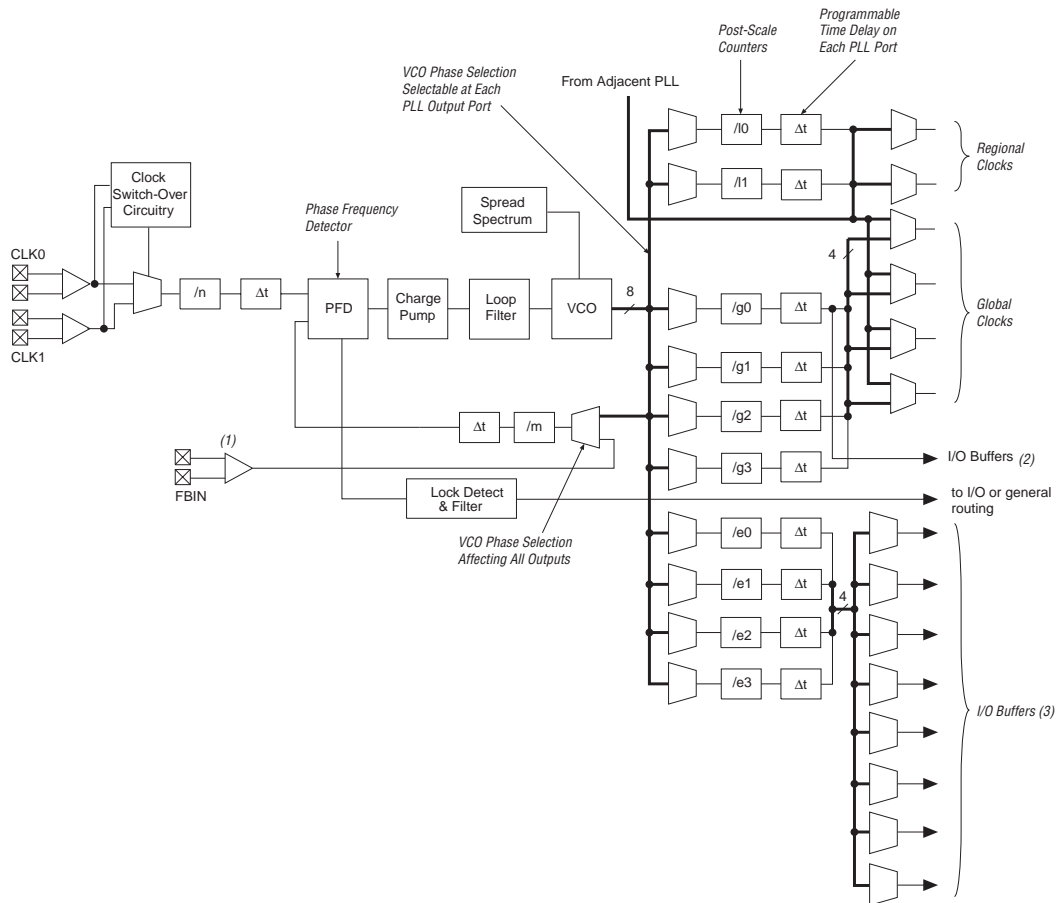 Programmable
Time Delay on
Each PLL Port
Post-Scale
Counters
VCO Phase Selection
Selectable at Each
PLL Output Port
From Adjacent PLL
/l0
Δt
Regional
Clocks
/l1
Δt
Clock
Switch-Over
Circuitry
Spread
Spectrum
Phase Frequency
Detector
4
CLK0
/n
Δt
PFD
Charge
Pump
Loop
Filter
VCO
8
/g0
Δt
Global
Clocks
CLK1
/g1
Δt
/g2
Δt
Δt
/m
(1)
FBIN
/g3
Δt
I/O Buffers (2)
Lock Detect
& Filter
to I/O or general
routing
VCO Phase Selection
Affecting All Outputs
/e0
Δt
/e1
Δt
4
/e2
Δt
/e3
Δt
I/O Buffers (3)